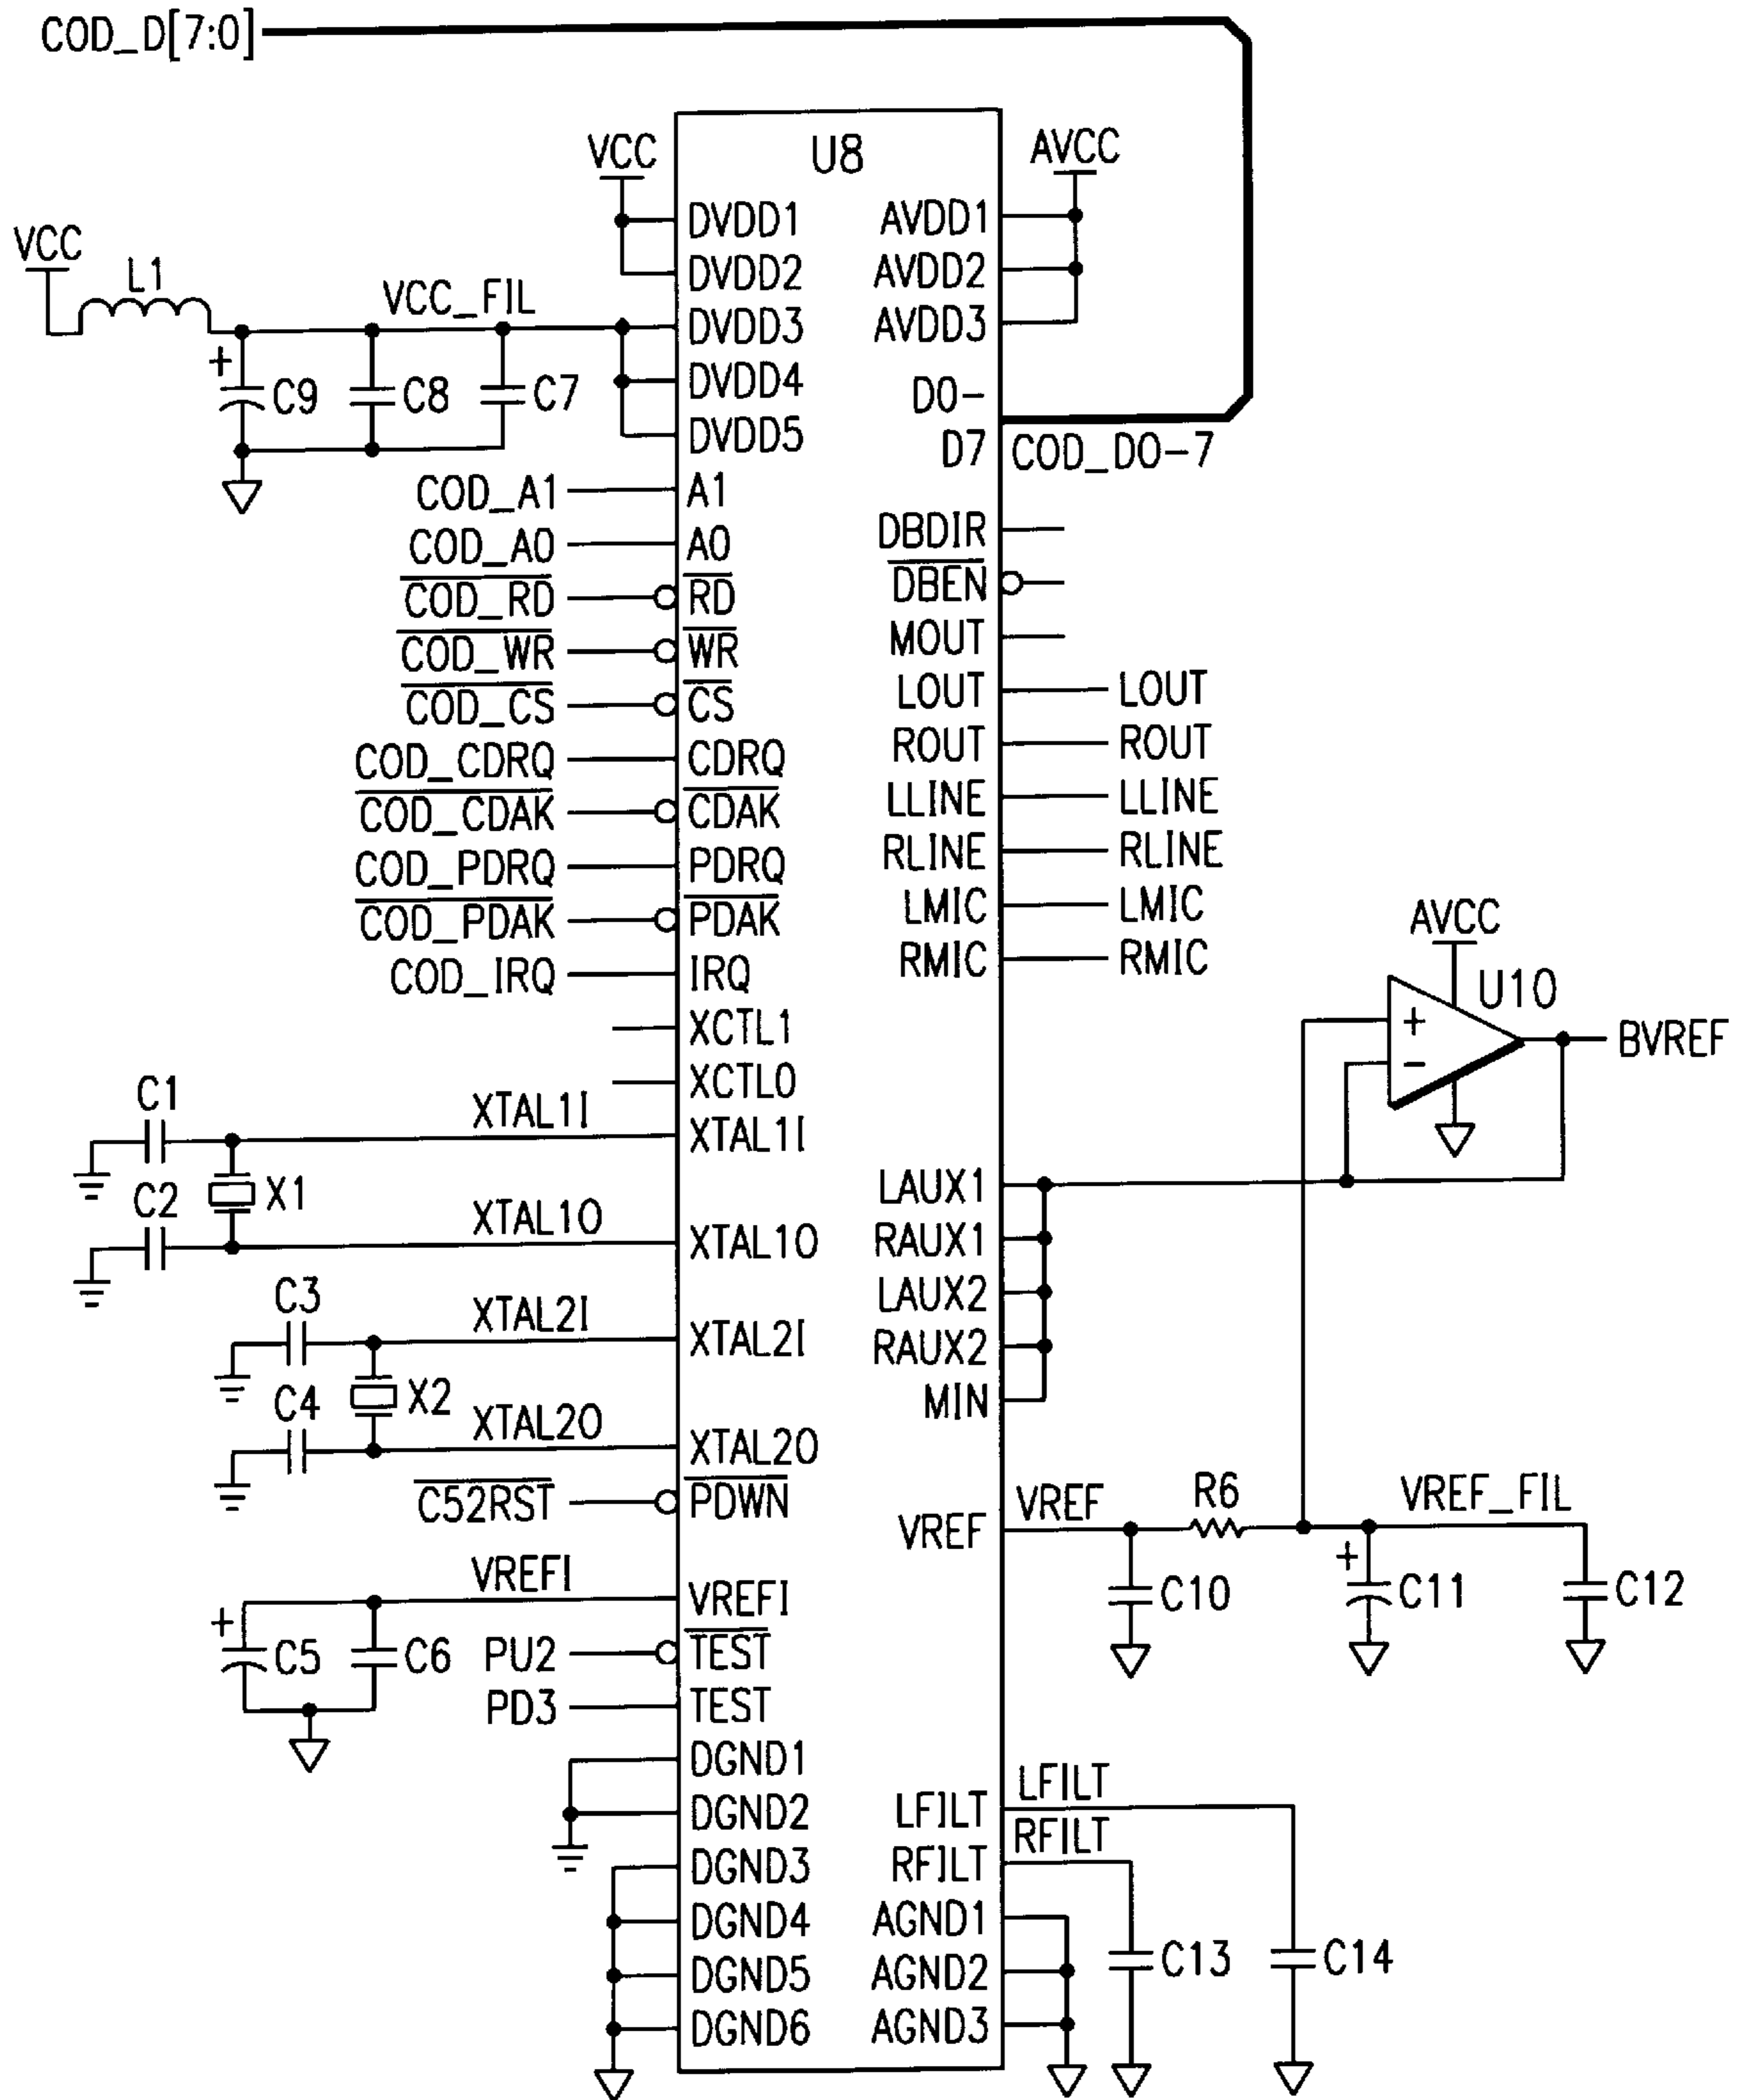 COD_D[7:0]
U8
VCC
AVCC
VCC
L1
VCC_FIL
C9
C8
C7
+
DVDD1
DVDD2
DVDD3
DVDD4
DVDD5
AVDD1
AVDD2
AVDD3
D0-
D7
COD_D0-7
COD_A1
A1
COD_A0
A0
COD_RD
RD
COD_WR
WR
COD_CS
CS
COD_CDRQ
CDRQ
COD_CDAK
CDAK
COD_PDRQ
PDRQ
COD_PDAK
PDAK
COD_IRQ
IRQ
XCTL1
XCTL0
DBDIR
DBEN
MOUT
LOUT
LOUT
ROUT
ROUT
LLINE
LLINE
RLINE
RLINE
LMIC
LMIC
RMIC
RMIC
AVCC
U10
+
-
BVREF
C1
XTAL1I
XTAL1I
C2
X1
XTAL1O
XTAL1O
C3
XTAL2I
XTAL2I
C4
X2
XTAL2O
XTAL2O
C52RST
PDWN
LAUX1
RAUX1
LAUX2
RAUX2
MIN
VREF
VREF
R6
VREF_FIL
C10
+
C11
C12
VREFI
VREFI
+
C5
C6
PU2
TEST
PD3
TEST
DGND1
DGND2
DGND3
DGND4
DGND5
DGND6
LFILT
LFILT
RFILT
RFILT
AGND1
AGND2
AGND3
C13
C14